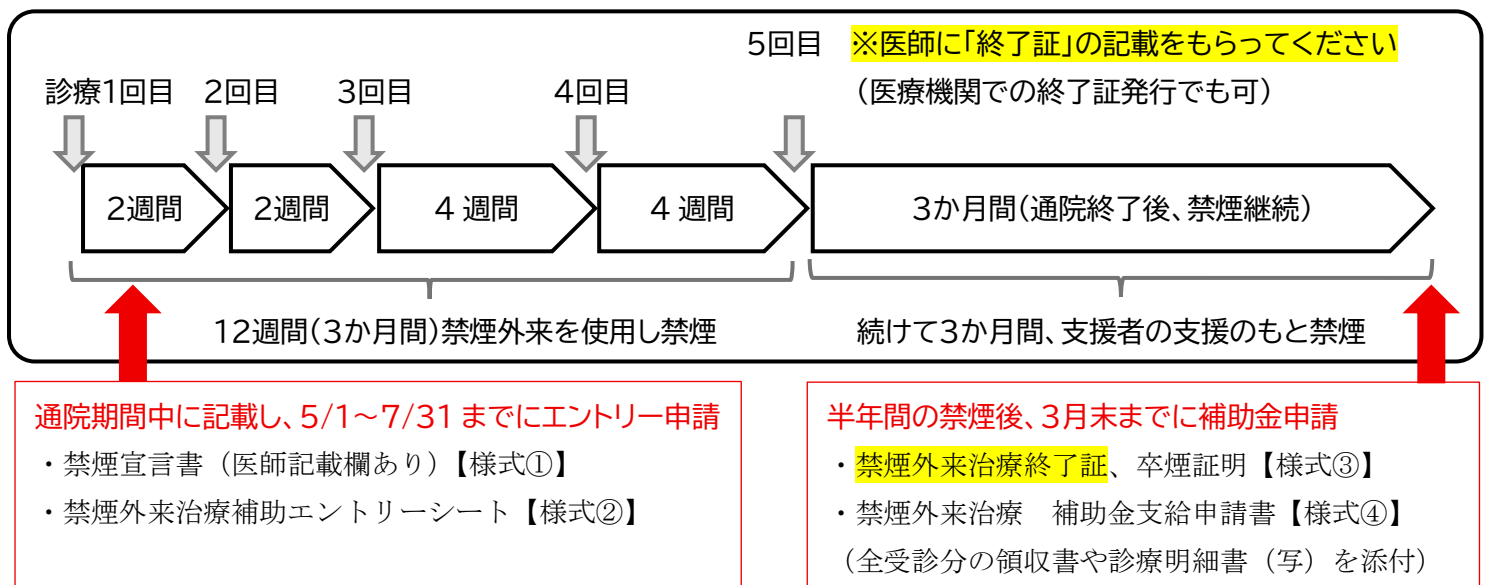 5回目 ※医師に「終了証」の記載をもらってください
診療1回目 2回目 3回目 4回目 (医療機関での終了証発行でも可)
2週間 2週間 4 週間 4 週間 3か月間(通院終了後、禁煙継続)
12週間(3か月間)禁煙外来を使用し禁煙 続けて3か月間、支援者の支援のもと禁煙
通院期間中に記載し、5/1~7/31 までにエントリー申請
・禁煙宣言書（医師記載欄あり）【様式①】
・禁煙外来治療補助エントリーシート【様式②】
半年間の禁煙後、3月末までに補助金申請
・禁煙外来治療終了証、卒煙証明【様式③】
・禁煙外来治療　補助金支給申請書【様式④】
（全受診分の領収書や診療明細書（写）を添付）